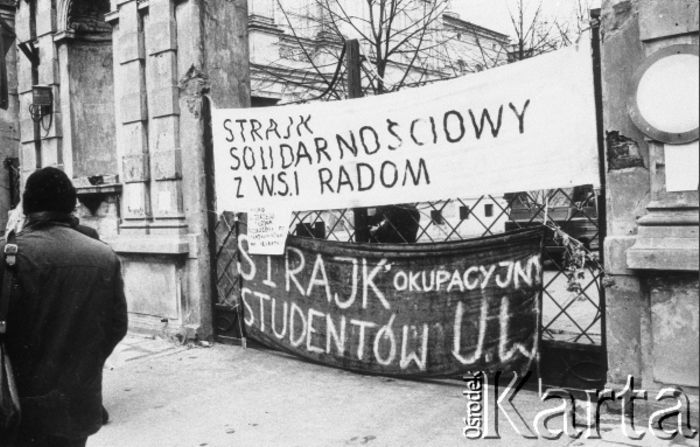 STRAJK
SOLIDARNOŚCIOWY
Z W.S.I RADOM
STRAJK OKUPACYJNY
STUDENTÓW U.W
Ośrodek Karta